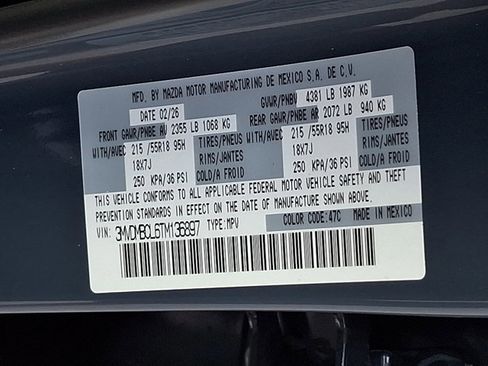 MFD. BY MAZDA MOTOR MANUFACTURING DE MEXICO S.A. DE C.V.
DATE 02/26 GVWR/PNBV 4381 LB 1987 KG
FRONT GAWR/PNBE AV 2355 LB 1068 KG REAR GAWR/PNBE AR 2072 LB 940 KG
WITH/AVEC 215/55R18 95H TIRES/PNEUS WITH/AVEC 215/55R18 95H TIRES/PNEUS
18X7J RIMS/JANTES 18X7J RIMS/JANTES
250 KPA/36 PSI COLD/A FROID 250 KPA/36 PSI COLD/A FROID
THIS VEHICLE CONFORMS TO ALL APPLICABLE FEDERAL MOTOR VEHICLE SAFETY AND THEFT
PREVENTION STANDARDS IN EFFECT ON THE DATE OF MANUFACTURE SHOWN ABOVE.
COLOR CODE:47C MADE IN MEXICO
VIN: 3MVDMBCL6TM136897 TYPE:MPV